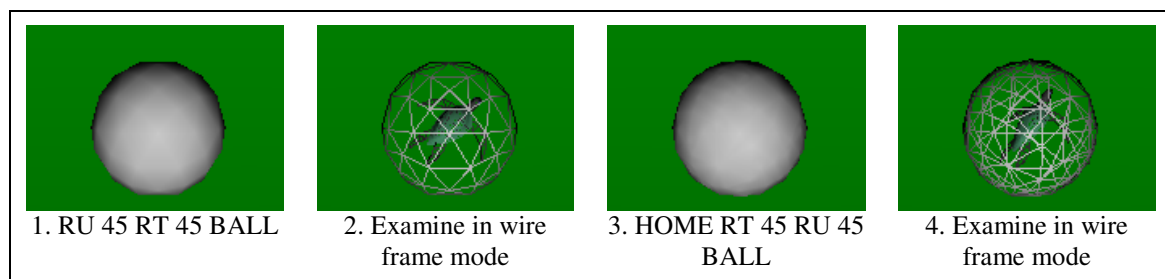 1. RU 45 RT 45 BALL
2. Examine in wire
frame mode
3. HOME RT 45 RU 45
BALL
4. Examine in wire
frame mode